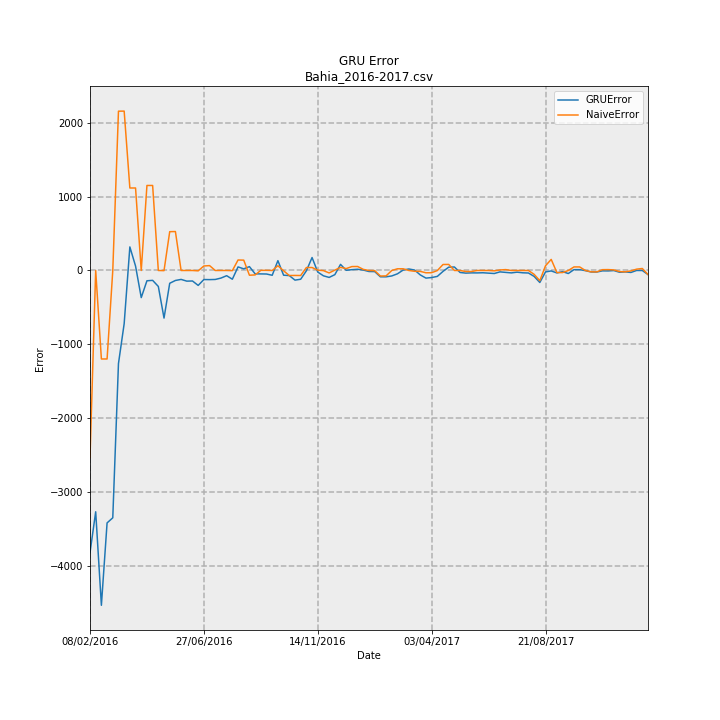 GRU Error
Bahia_2016-2017.csv
GRUError
NaiveError
2000
1000
0
−1000
−2000
−3000
−4000
Error
08/02/2016
27/06/2016
14/11/2016
03/04/2017
21/08/2017
Date